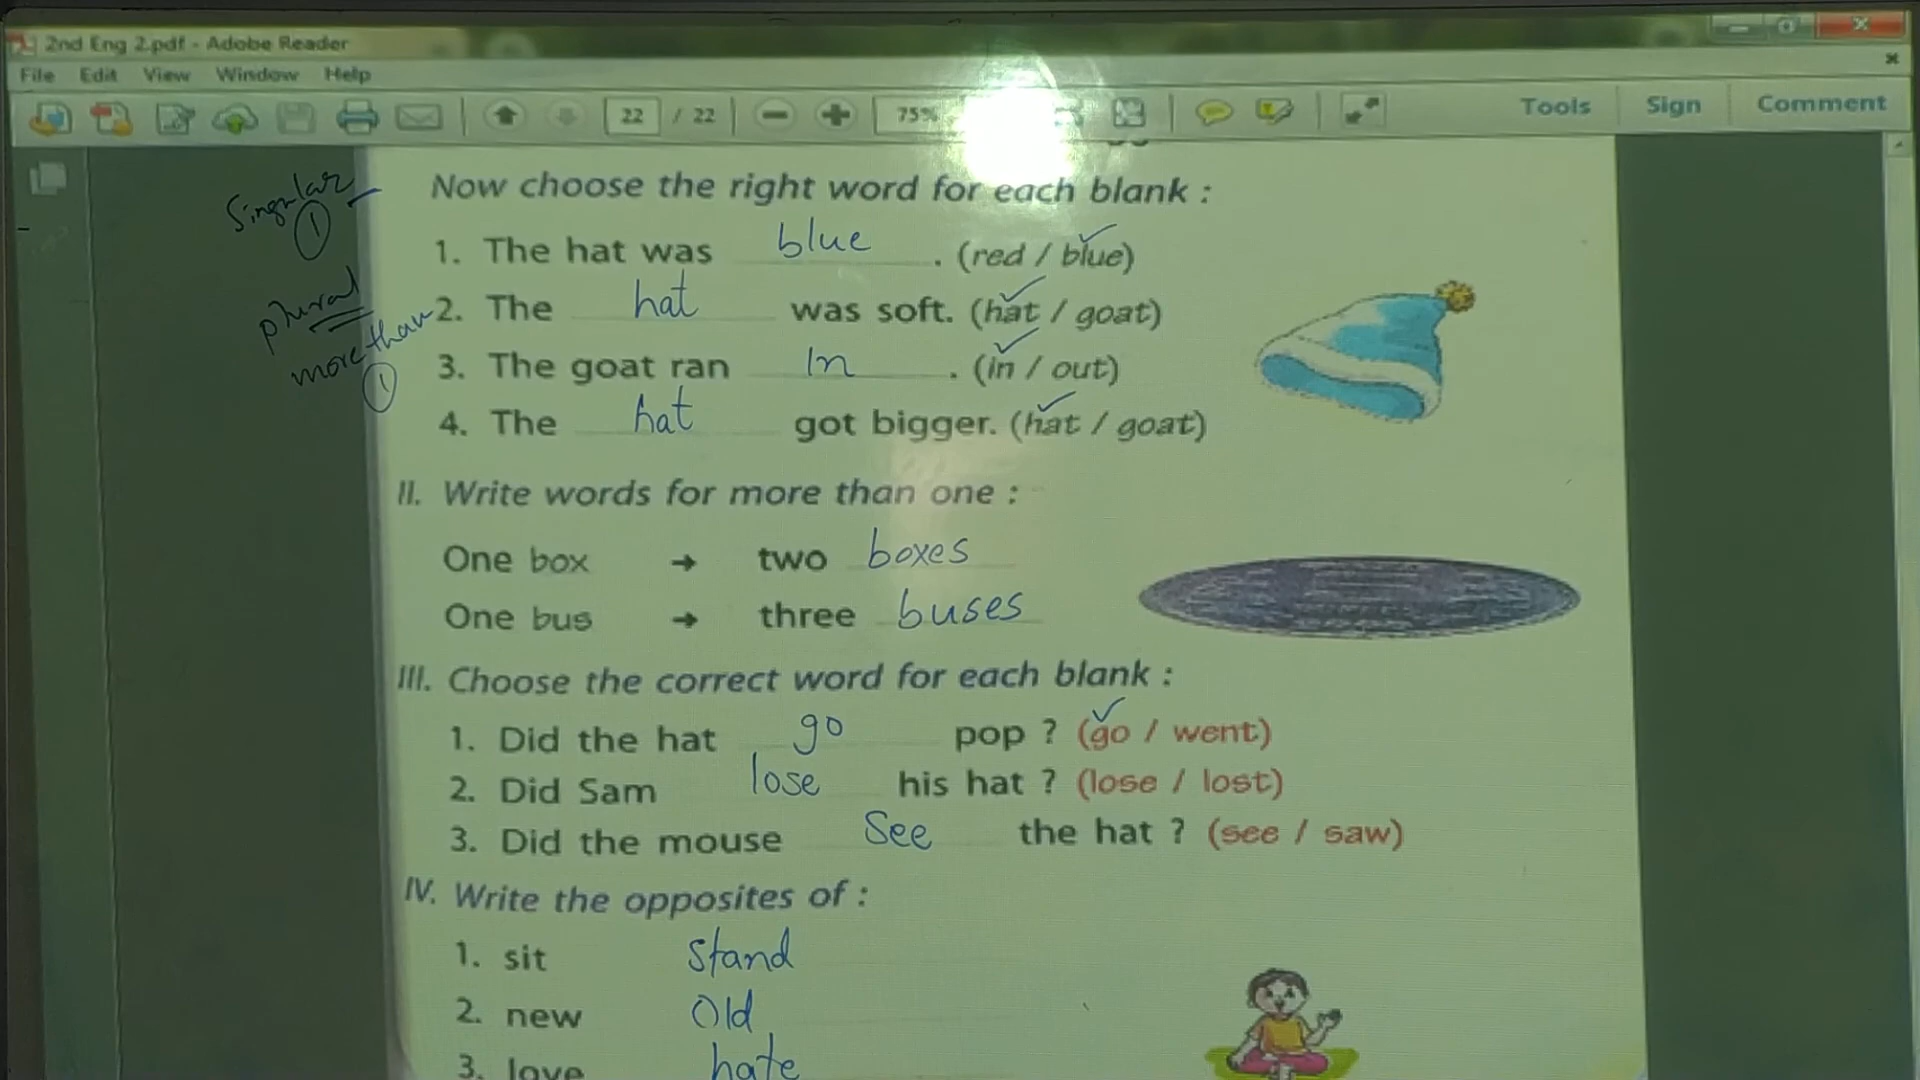 2nd Eng 2.pdf - Adobe Reader
File Edit View Window Help
22 / 22 75% Tools Sign Comment
Now choose the right word for each blank :
Singular
1
1. The hat was blue . (red / blue)
plural
more than
1
2. The hat was soft. (hat / goat)
3. The goat ran in . (in / out)
4. The hat got bigger. (hat / goat)
II. Write words for more than one :
One box → two boxes
One bus → three buses
III. Choose the correct word for each blank :
1. Did the hat go pop ? (go / went)
2. Did Sam lose his hat ? (lose / lost)
3. Did the mouse See the hat ? (see / saw)
IV. Write the opposites of :
1. sit stand
2. new Old
3. love hate